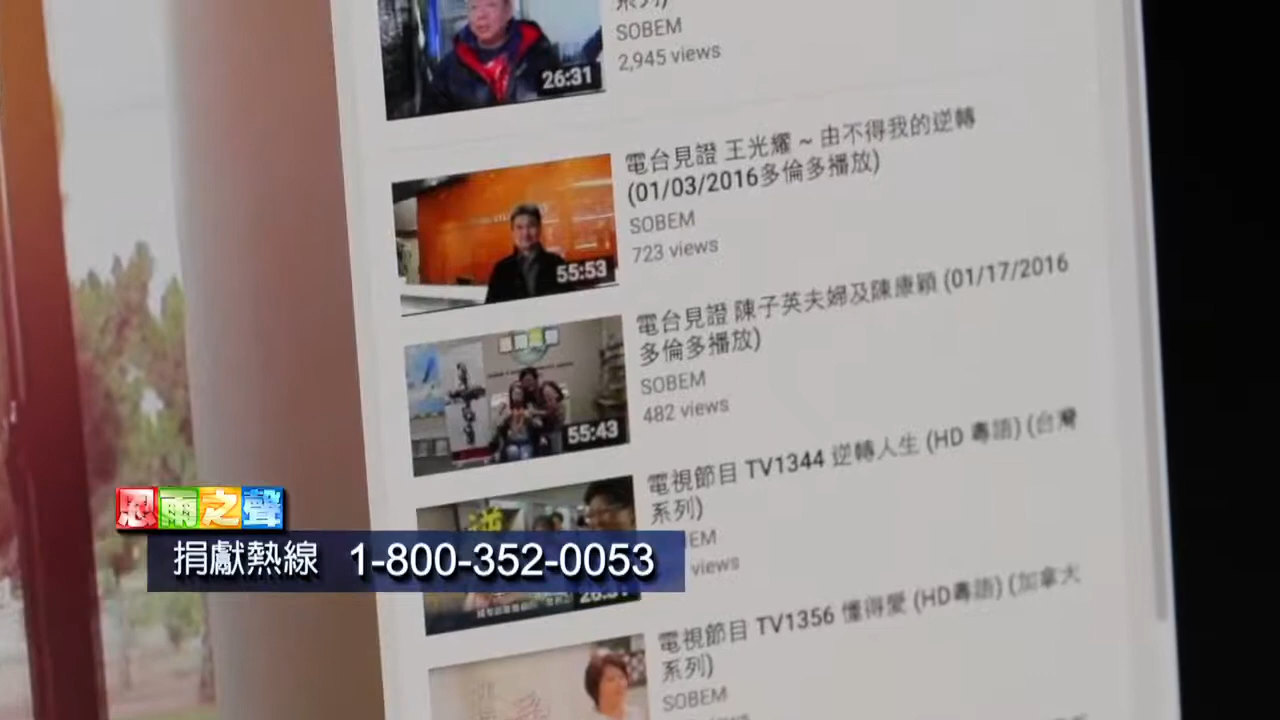 系列)
SOBEM
2,945 views
26:31
電台見證 王光耀 ~ 由不得我的逆轉
(01/03/2016多倫多播放)
SOBEM
723 views
55:53
電台見證 陳子英夫婦及陳康穎 (01/17/2016
多倫多播放)
SOBEM
482 views
55:43
電視節目 TV1344 逆轉人生 (HD 粵語) (台灣
系列)
EM
views
恩雨之聲
捐獻熱線 1-800-352-0053
電視節目 TV1356 懂得愛 (HD粵語) (加拿大
系列)
SOBEM